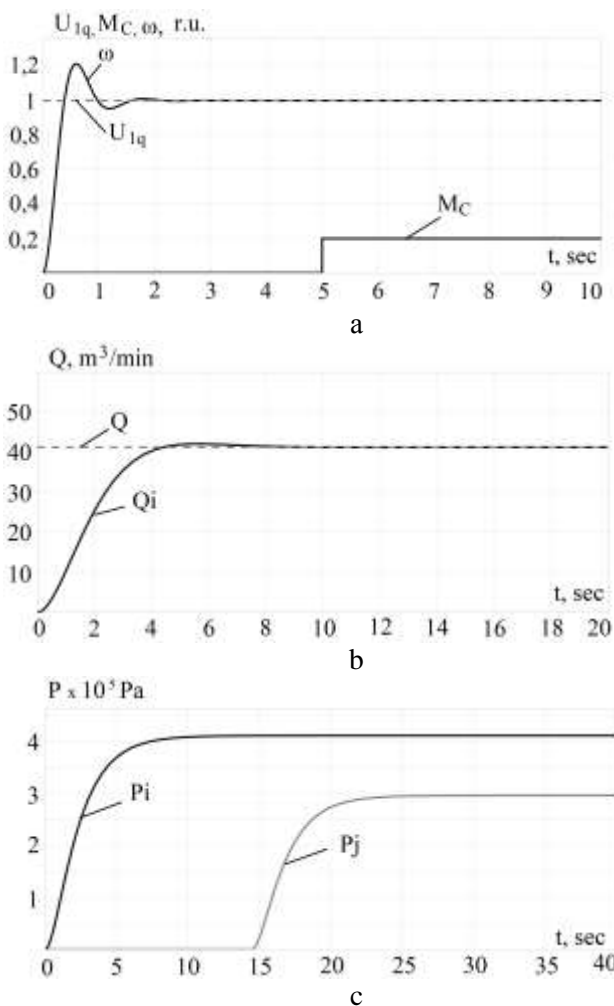 U1q, MC, ω, r.u.
ω
1,2
1
U1q
0,8
0,6
0,4
MC
0,2
t, sec
0 1 2 3 4 5 6 7 8 9 10
a
Q, m³/min
50
Q
40
30
Qi
20
10
t, sec
0 2 4 6 8 10 12 14 16 18 20
b
P x 10⁵ Pa
4
3
Pi
2
Pj
1
t, sec
0 5 10 15 20 25 30 35 40
c